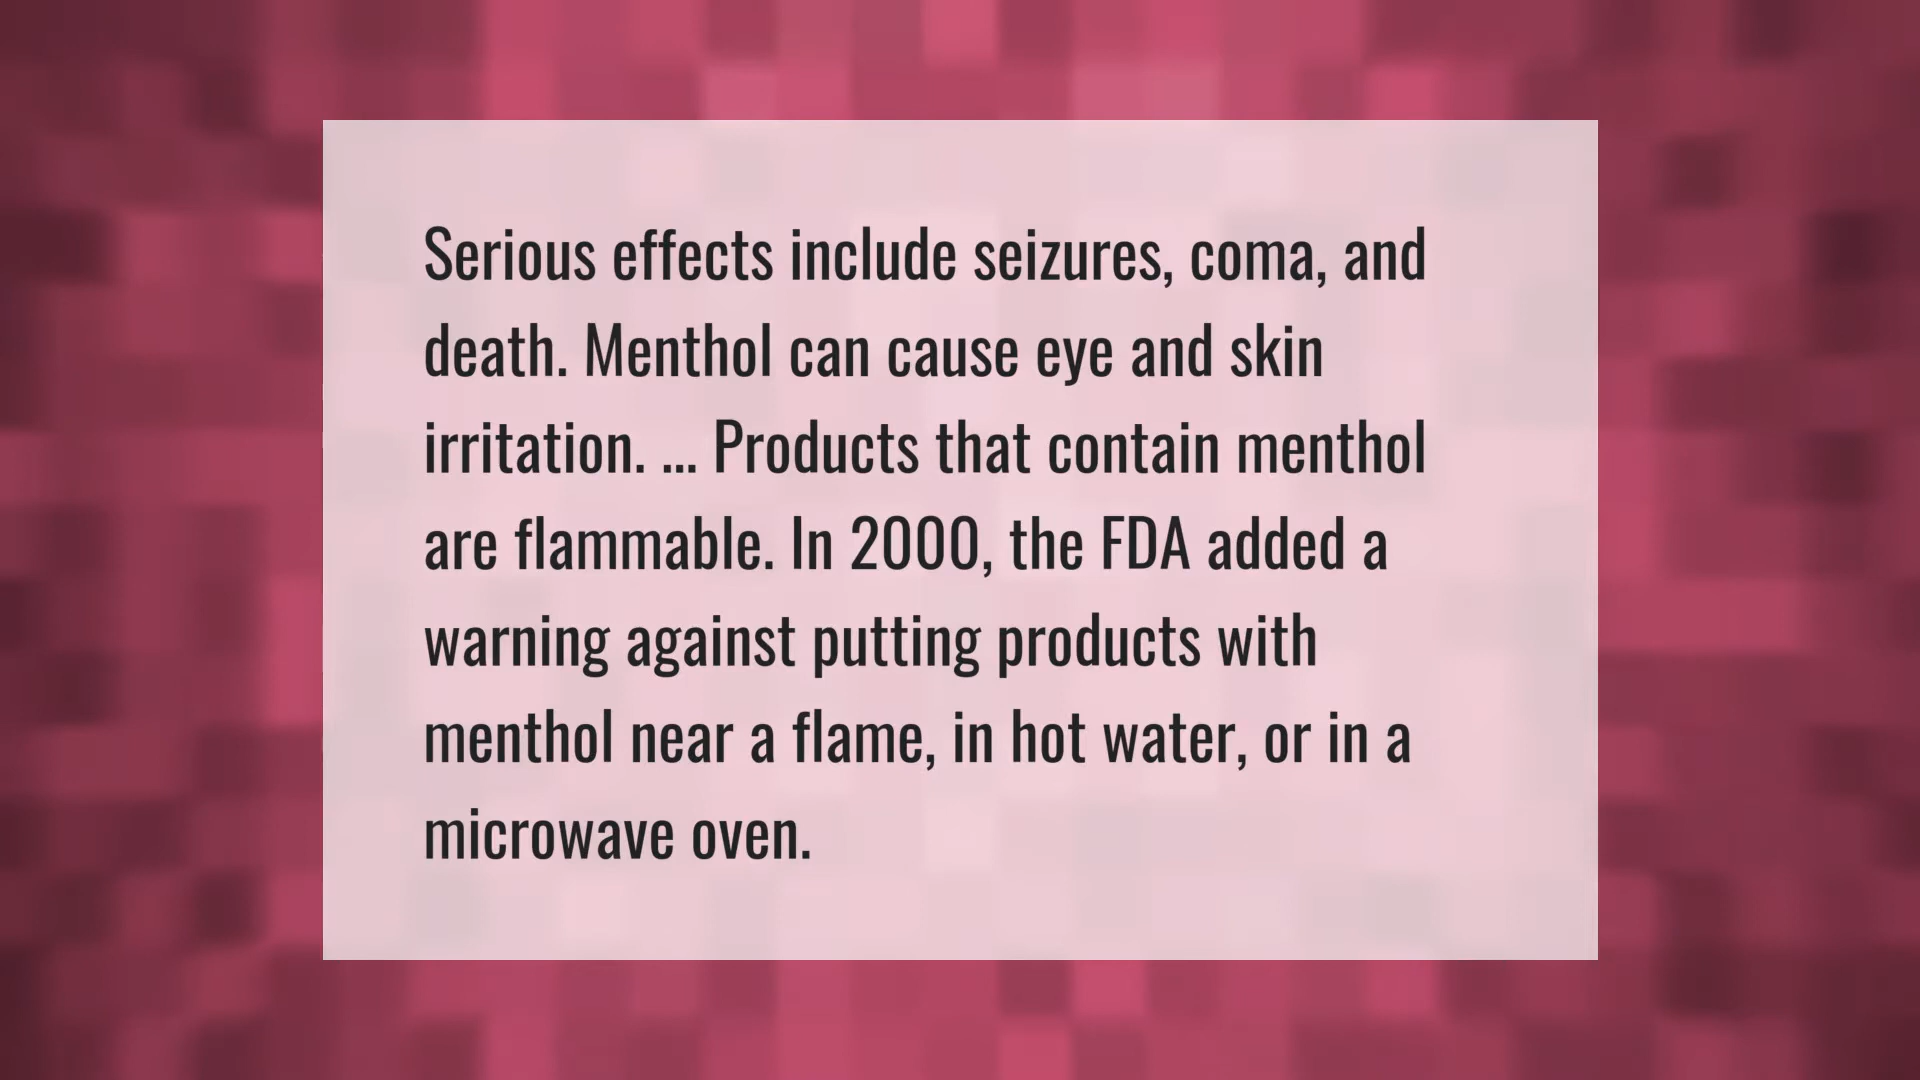 Serious effects include seizures, coma, and
death. Menthol can cause eye and skin
irritation. ... Products that contain menthol
are flammable. In 2000, the FDA added a
warning against putting products with
menthol near a flame, in hot water, or in a
microwave oven.